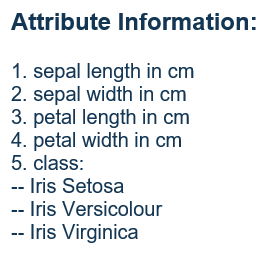 Attribute Information:
1. sepal length in cm
2. sepal width in cm
3. petal length in cm
4. petal width in cm
5. class:
-- Iris Setosa
-- Iris Versicolour
-- Iris Virginica